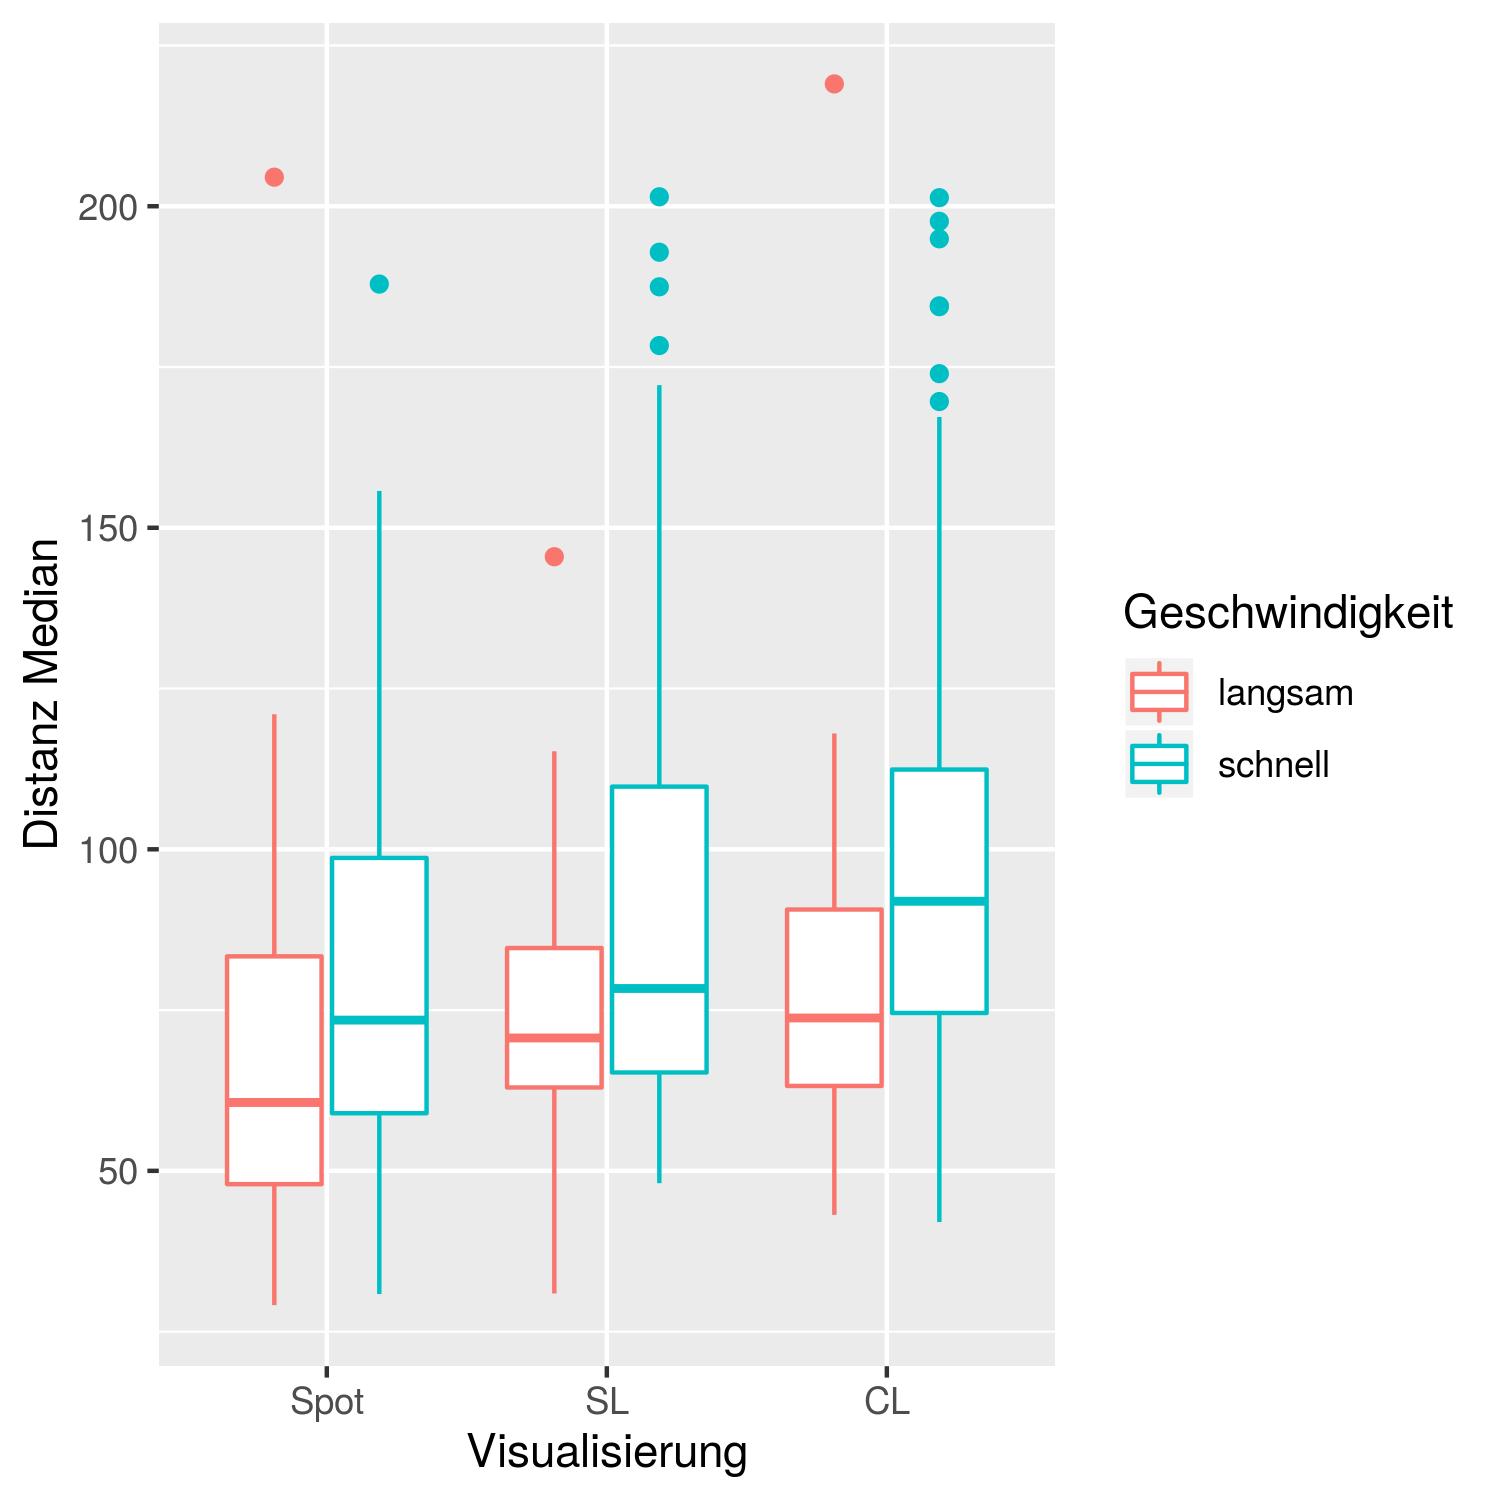 Distanz Median
200
150
100
50
Spot
SL
CL
Visualisierung
Geschwindigkeit
langsam
schnell